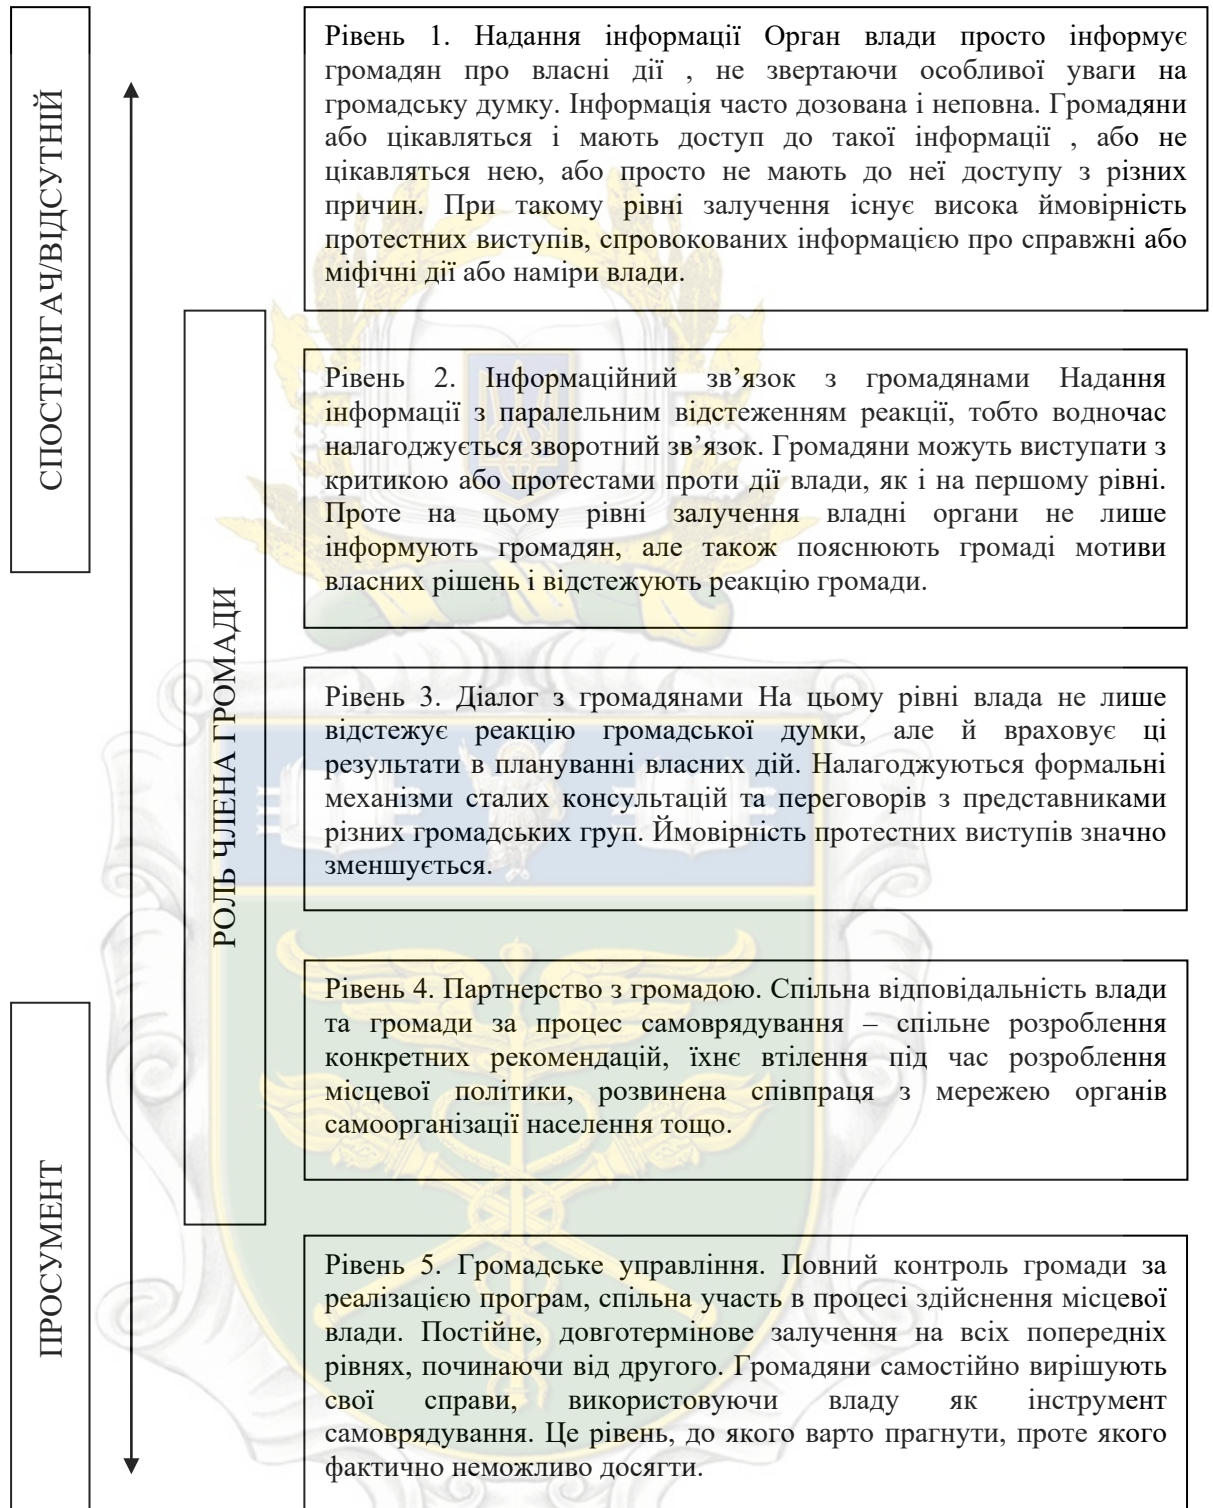 СПОСТЕРІГАЧ/ВІДСУТНІЙ
Рівень 1. Надання інформації Орган влади просто інформує
громадян про власні дії , не звертаючи особливої уваги на
громадську думку. Інформація часто дозована і неповна. Громадяни
або цікавляться і мають доступ до такої інформації , або не
цікавляться нею, або просто не мають до неї доступу з різних
причин. При такому рівні залучення існує висока ймовірність
протестних виступів, спровокованих інформацією про справжні або
міфічні дії або наміри влади.
РОЛЬ ЧЛЕНА ГРОМАДИ
Рівень 2. Інформаційний зв’язок з громадянами Надання
інформації з паралельним відстеженням реакції, тобто водночас
налагоджується зворотний зв’язок. Громадяни можуть виступати з
критикою або протестами проти дії влади, як і на першому рівні.
Проте на цьому рівні залучення владні органи не лише
інформують громадян, але також пояснюють громаді мотиви
власних рішень і відстежують реакцію громади.
Рівень 3. Діалог з громадянами На цьому рівні влада не лише
відстежує реакцію громадської думки, але й враховує ці
результати в плануванні власних дій. Налагоджуються формальні
механізми сталих консультацій та переговорів з представниками
різних громадських груп. Ймовірність протестних виступів значно
зменшується.
Рівень 4. Партнерство з громадою. Спільна відповідальність влади
та громади за процес самоврядування – спільне розроблення
конкретних рекомендацій, їхнє втілення під час розроблення
місцевої політики, розвинена співпраця з мережею органів
самоорганізації населення тощо.
ПРОСУМЕНТ
Рівень 5. Громадське управління. Повний контроль громади за
реалізацією програм, спільна участь в процесі здійснення місцевої
влади. Постійне, довготермінове залучення на всіх попередніх
рівнях, починаючи від другого. Громадяни самостійно вирішують
свої справи, використовуючи владу як інструмент
самоврядування. Це рівень, до якого варто прагнути, проте якого
фактично неможливо досягти.